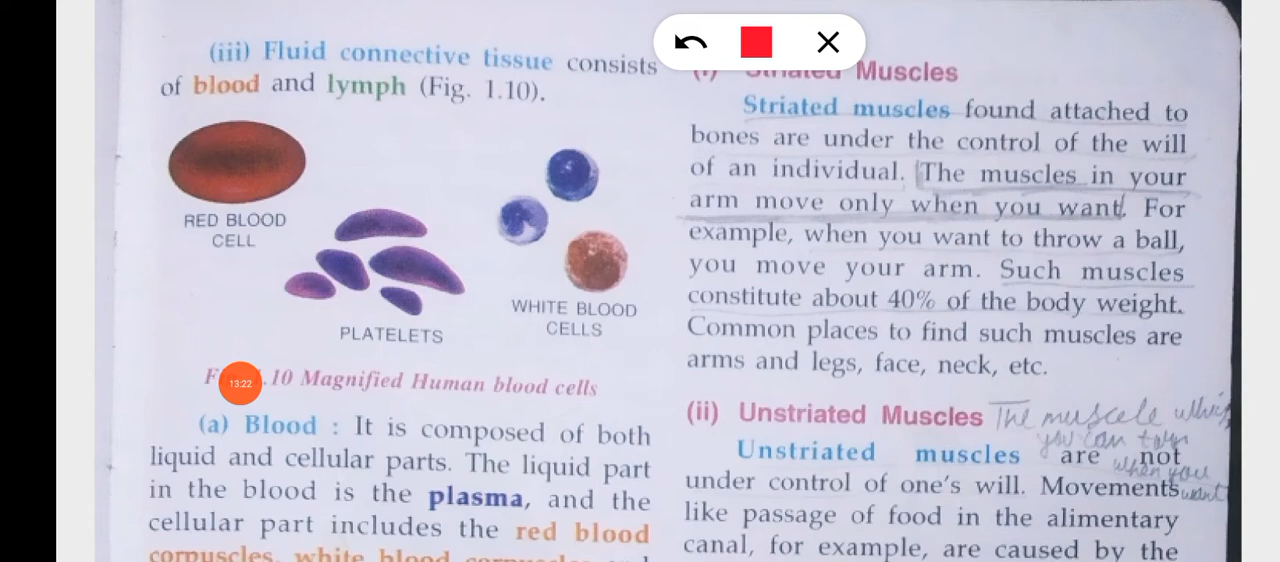 (iii) Fluid connective tissue consists
of blood and lymph (Fig. 1.10).
RED BLOOD
CELL
PLATELETS
WHITE BLOOD
CELLS
13:22
.10 Magnified Human blood cells
(a) Blood : It is composed of both
liquid and cellular parts. The liquid part
in the blood is the plasma, and the
cellular part includes the red blood
corpuscles, white blood
(i) Striated Muscles
Striated muscles found attached to
bones are under the control of the will
of an individual. The muscles in your
arm move only when you want. For
example, when you want to throw a ball,
you move your arm. Such muscles
constitute about 40% of the body weight.
Common places to find such muscles are
arms and legs, face, neck, etc.
(ii) Unstriated Muscles The muscele
you can turn
when you
want
Unstriated muscles are not
under control of one's will. Movements
like passage of food in the alimentary
canal, for example, are caused by the